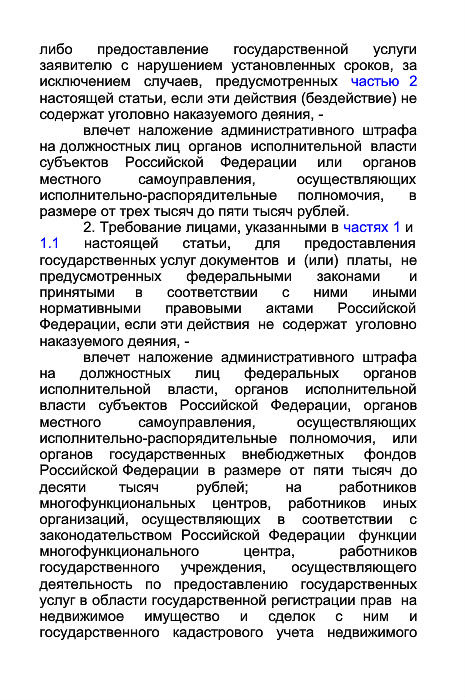 либо предоставление государственной услуги
заявителю с нарушением установленных сроков, за
исключением случаев, предусмотренных частью 2
настоящей статьи, если эти действия (бездействие) не
содержат уголовно наказуемого деяния, -
влечет наложение административного штрафа
на должностных лиц органов исполнительной власти
субъектов Российской Федерации или органов
местного самоуправления, осуществляющих
исполнительно-распорядительные полномочия, в
размере от трех тысяч до пяти тысяч рублей.
2. Требование лицами, указанными в частях 1 и
1.1 настоящей статьи, для предоставления
государственных услуг документов и (или) платы, не
предусмотренных федеральными законами и
принятыми в соответствии с ними иными
нормативными правовыми актами Российской
Федерации, если эти действия не содержат уголовно
наказуемого деяния, -
влечет наложение административного штрафа
на должностных лиц федеральных органов
исполнительной власти, органов исполнительной
власти субъектов Российской Федерации, органов
местного самоуправления, осуществляющих
исполнительно-распорядительные полномочия, или
органов государственных внебюджетных фондов
Российской Федерации в размере от пяти тысяч до
десяти тысяч рублей; на работников
многофункциональных центров, работников иных
организаций, осуществляющих в соответствии с
законодательством Российской Федерации функции
многофункционального центра, работников
государственного учреждения, осуществляющего
деятельность по предоставлению государственных
услуг в области государственной регистрации прав на
недвижимое имущество и сделок с ним и
государственного кадастрового учета недвижимого